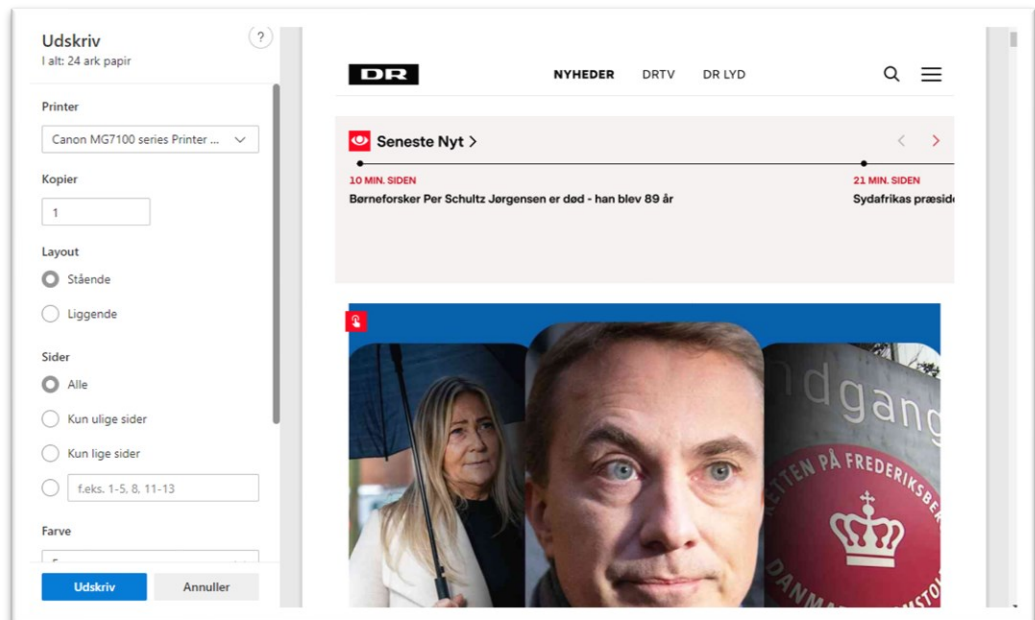 Udskriv
?
I alt: 24 ark papir
Printer
Canon MG7100 series Printer ...
Kopier
1
Layout
Stående
Liggende
Sider
Alle
Kun ulige sider
Kun lige sider
f.eks. 1-5, 8, 11-13
Farve
Udskriv
Annuller
DR
NYHEDER
DRTV
DR LYD
Seneste Nyt >
10 MIN. SIDEN
Børneforsker Per Schultz Jørgensen er død - han blev 89 år
21 MIN. SIDEN
Sydafrikas præside
ndgang
RETTEN PÅ FREDERIKSBE